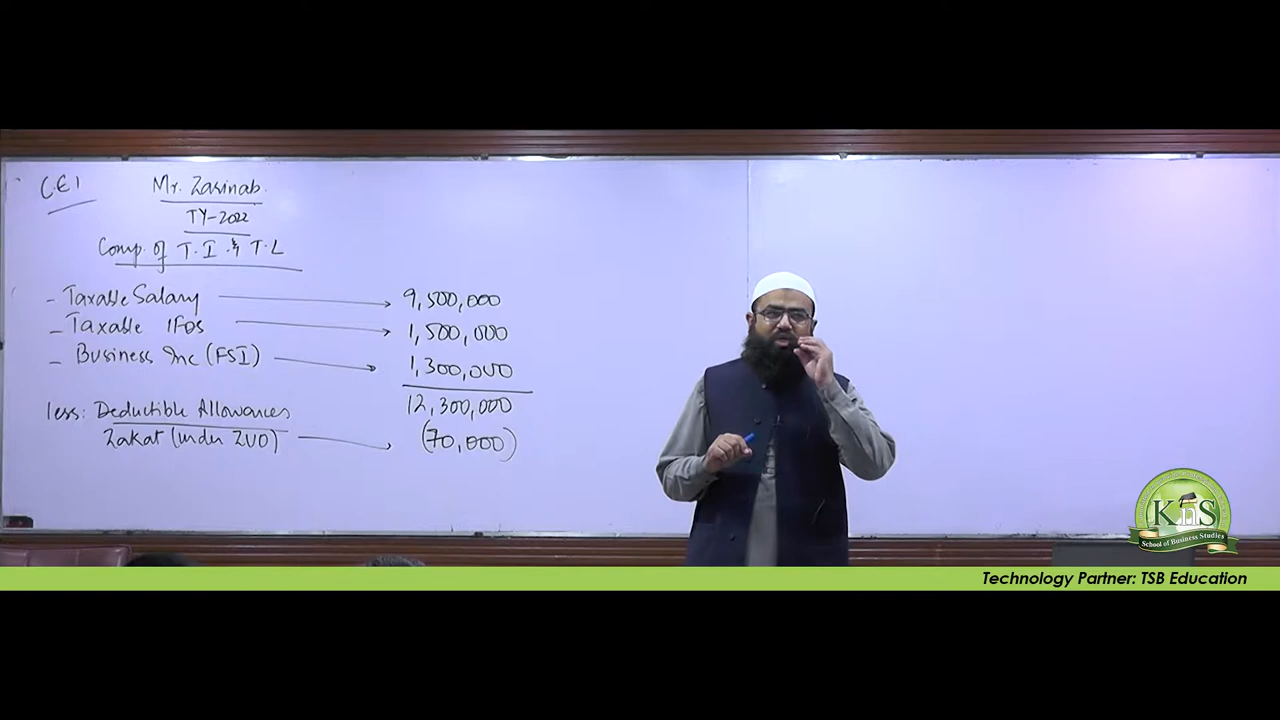 C.E 1
Mr. Zarinab.
TY-2022
Comp. of T.I & T.L
- Taxable Salary 9,500,000
- Taxable IFOS 1,500,000
- Business Inc (FSI) 1,300,000
12,300,000
less: Deductible Allowances
Zakat (under ZUO) (70,000)
KnS
School of Business Studies
Technology Partner: TSB Education